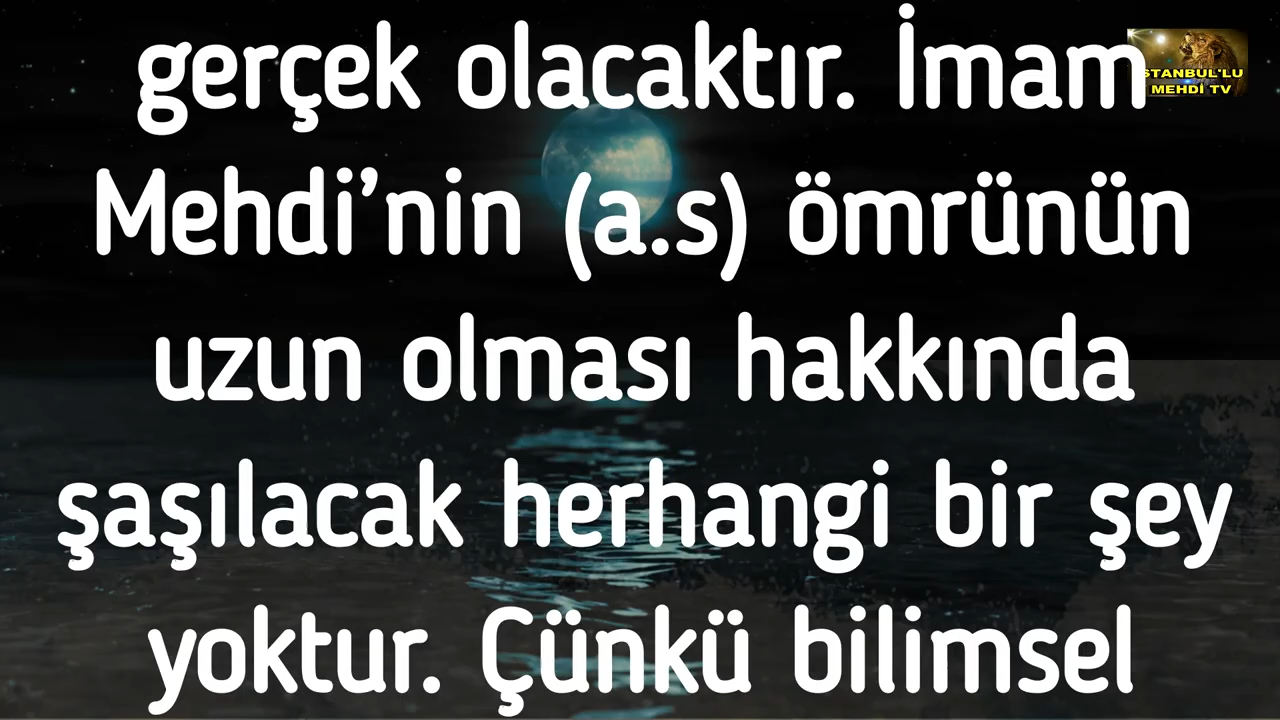 gerçek olacaktır. İmam
Mehdi’nin (a.s) ömrünün
uzun olması hakkında
şaşılacak herhangi bir şey
yoktur. Çünkü bilimsel
STANBUL'LU
MEHDİ TV